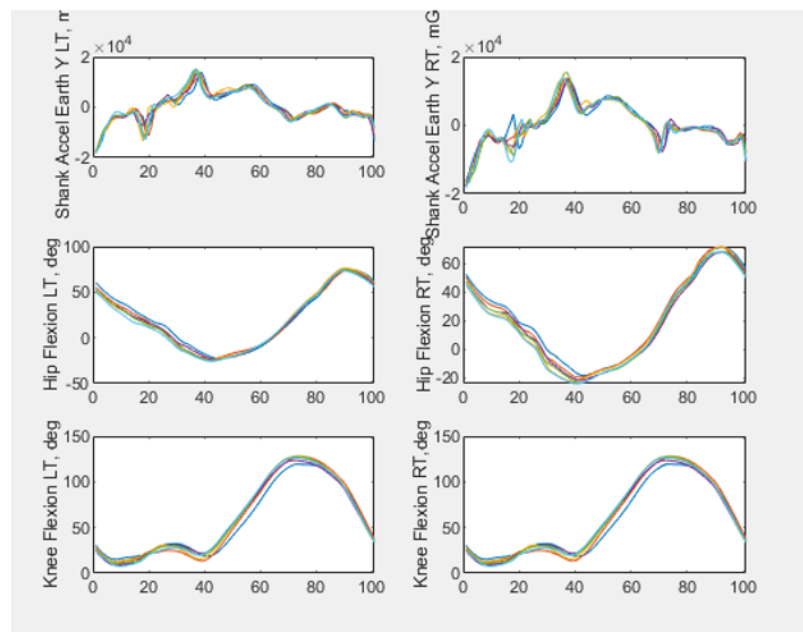 Shank Accel Earth Y LT, m
×10⁴
2
0
-2
0 20 40 60 80 100
Shank Accel Earth Y RT, mG
×10⁴
2
0
-2
0 20 40 60 80 100
Hip Flexion LT, deg
100
50
0
-50
0 20 40 60 80 100
Hip Flexion RT, deg
60
40
20
0
-20
0 20 40 60 80 100
Knee Flexion LT, deg
150
100
50
0
0 20 40 60 80 100
Knee Flexion RT,deg
150
100
50
0
0 20 40 60 80 100